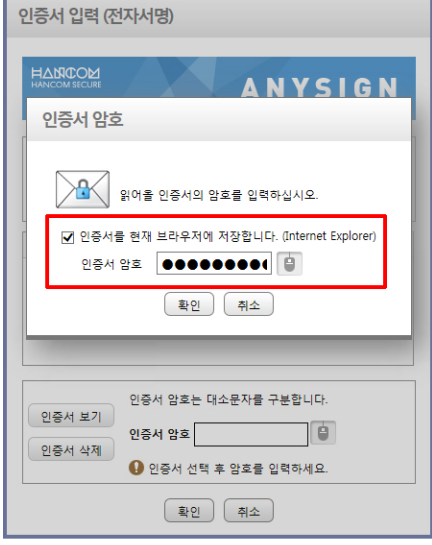 인증서 입력 (전자서명)
HANCOM
HANCOM SECURE
ANYSIGN
인증서 암호
읽어올 인증서의 암호를 입력하십시오.
인증서를 현재 브라우저에 저장합니다. (Internet Explorer)
인증서 암호
확인
취소
인증서 암호는 대소문자를 구분합니다.
인증서 보기
인증서 암호
인증서 삭제
인증서 선택 후 암호를 입력하세요.
확인
취소